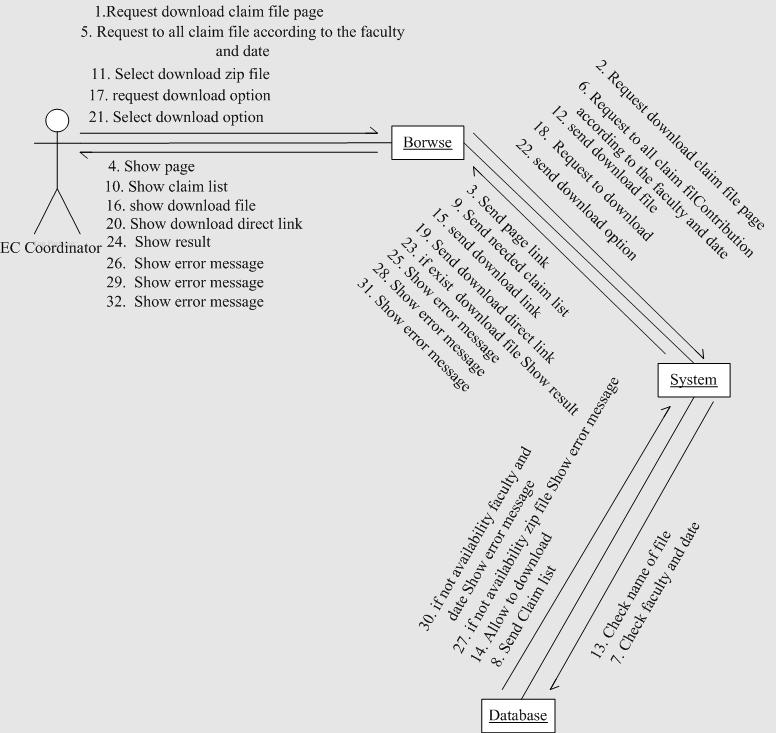 1.Request download claim file page
5. Request to all claim file according to the faculty
and date
11. Select download zip file
17. request download option
21. Select download option
Borwse
EC Coordinator
4. Show page
10. Show claim list
16. show download file
20. Show download direct link
24. Show result
26. Show error message
29. Show error message
32. Show error message
2. Request download claim file page
6. Request to all claim filContribution
according to the faculty and date
12. send download file
18. Request to download
22. send download option
3. Send page link
9. Send needed claim list
15. send download link
19. Send download direct link
23. if exist download file Show result
25. Show error message
28. Show error message
31. Show error message
System
30. if not availability faculty and
date Show error message
27. if not availability zip file Show error message
14. Allow to download
8. Send Claim list
13. Check name of file
7. Check faculty and date
Database